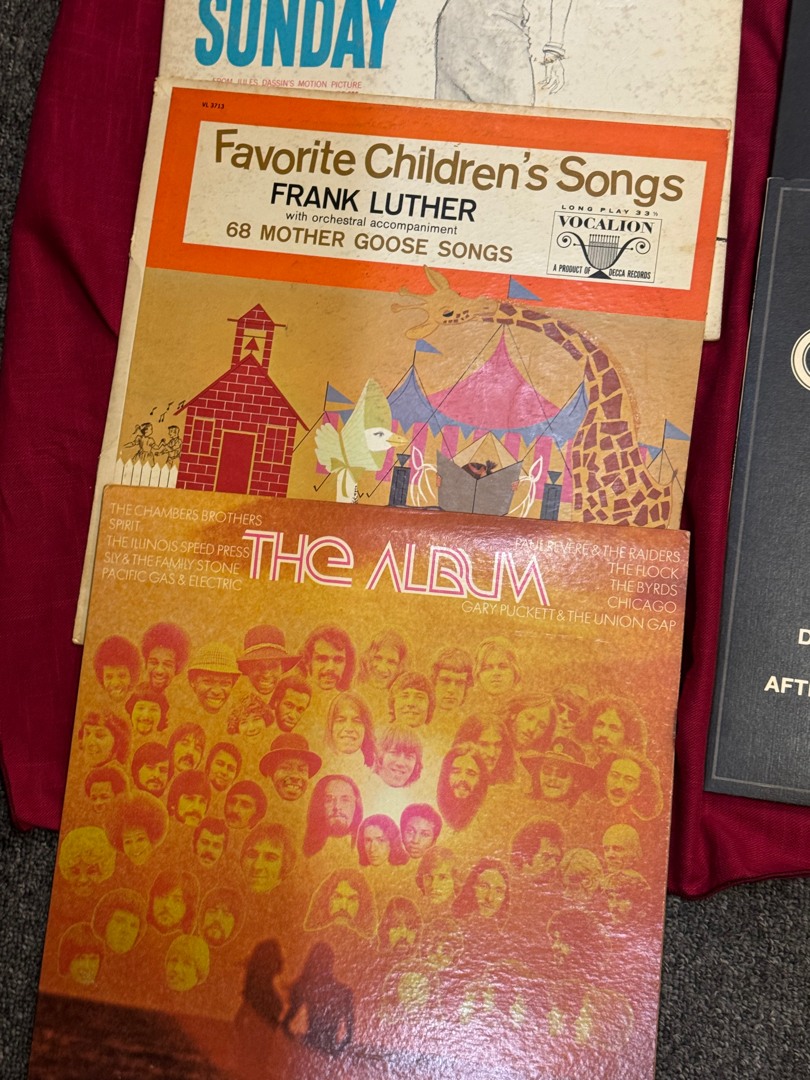 SUNDAY
FROM JULES DASSIN'S MOTION PICTURE
VL 3713
Favorite Children's Songs
FRANK LUTHER
with orchestral accompaniment
68 MOTHER GOOSE SONGS
LONG PLAY 33⅓
VOCALION
A PRODUCT OF DECCA RECORDS
THE CHAMBERS BROTHERS
SPIRIT
THE ILLINOIS SPEED PRESS
SLY & THE FAMILY STONE
PACIFIC GAS & ELECTRIC
THE ALBUM
PAUL REVERE & THE RAIDERS
THE FLOCK
THE BYRDS
CHICAGO
GARY PUCKETT & THE UNION GAP
D
AFT